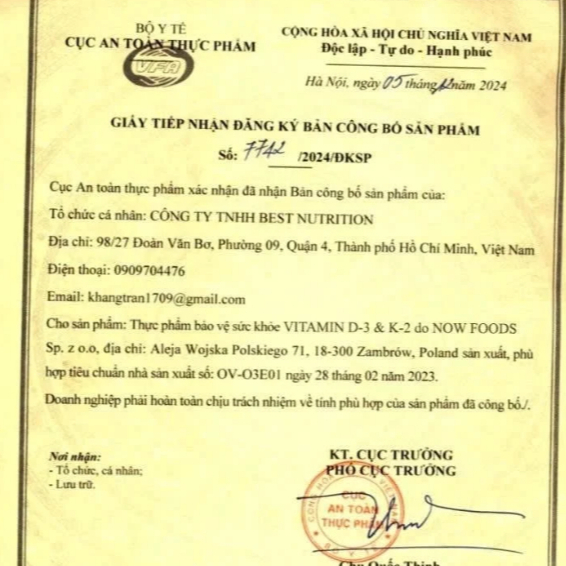 BỘ Y TẾ
CỤC AN TOÀN THỰC PHẨM
VFA
CỘNG HÒA XÃ HỘI CHỦ NGHĨA VIỆT NAM
Độc lập - Tự do - Hạnh phúc
Hà Nội, ngày 05 tháng 12 năm 2024
GIẤY TIẾP NHẬN ĐĂNG KÝ BẢN CÔNG BỐ SẢN PHẨM
Số: 7742 /2024/ĐKSP
Cục An toàn thực phẩm xác nhận đã nhận Bản công bố sản phẩm của:
Tổ chức cá nhân: CÔNG TY TNHH BEST NUTRITION
Địa chỉ: 98/27 Đoàn Văn Bơ, Phường 09, Quận 4, Thành phố Hồ Chí Minh, Việt Nam
Điện thoại: 0909704476
Email: khangtran1709@gmail.com
Cho sản phẩm: Thực phẩm bảo vệ sức khỏe VITAMIN D-3 & K-2 do NOW FOODS
Sp. z o.o, địa chỉ: Aleja Wojska Polskiego 71, 18-300 Zambrów, Poland sản xuất, phù
hợp tiêu chuẩn nhà sản xuất số: OV-O3E01 ngày 28 tháng 02 năm 2023.
Doanh nghiệp phải hoàn toàn chịu trách nhiệm về tính phù hợp của sản phẩm đã công bố./.
Nơi nhận:
- Tổ chức, cá nhân;
- Lưu trữ.
KT. CỤC TRƯỞNG
PHÓ CỤC TRƯỞNG
CỤC
AN TOÀN
THỰC PHẨM